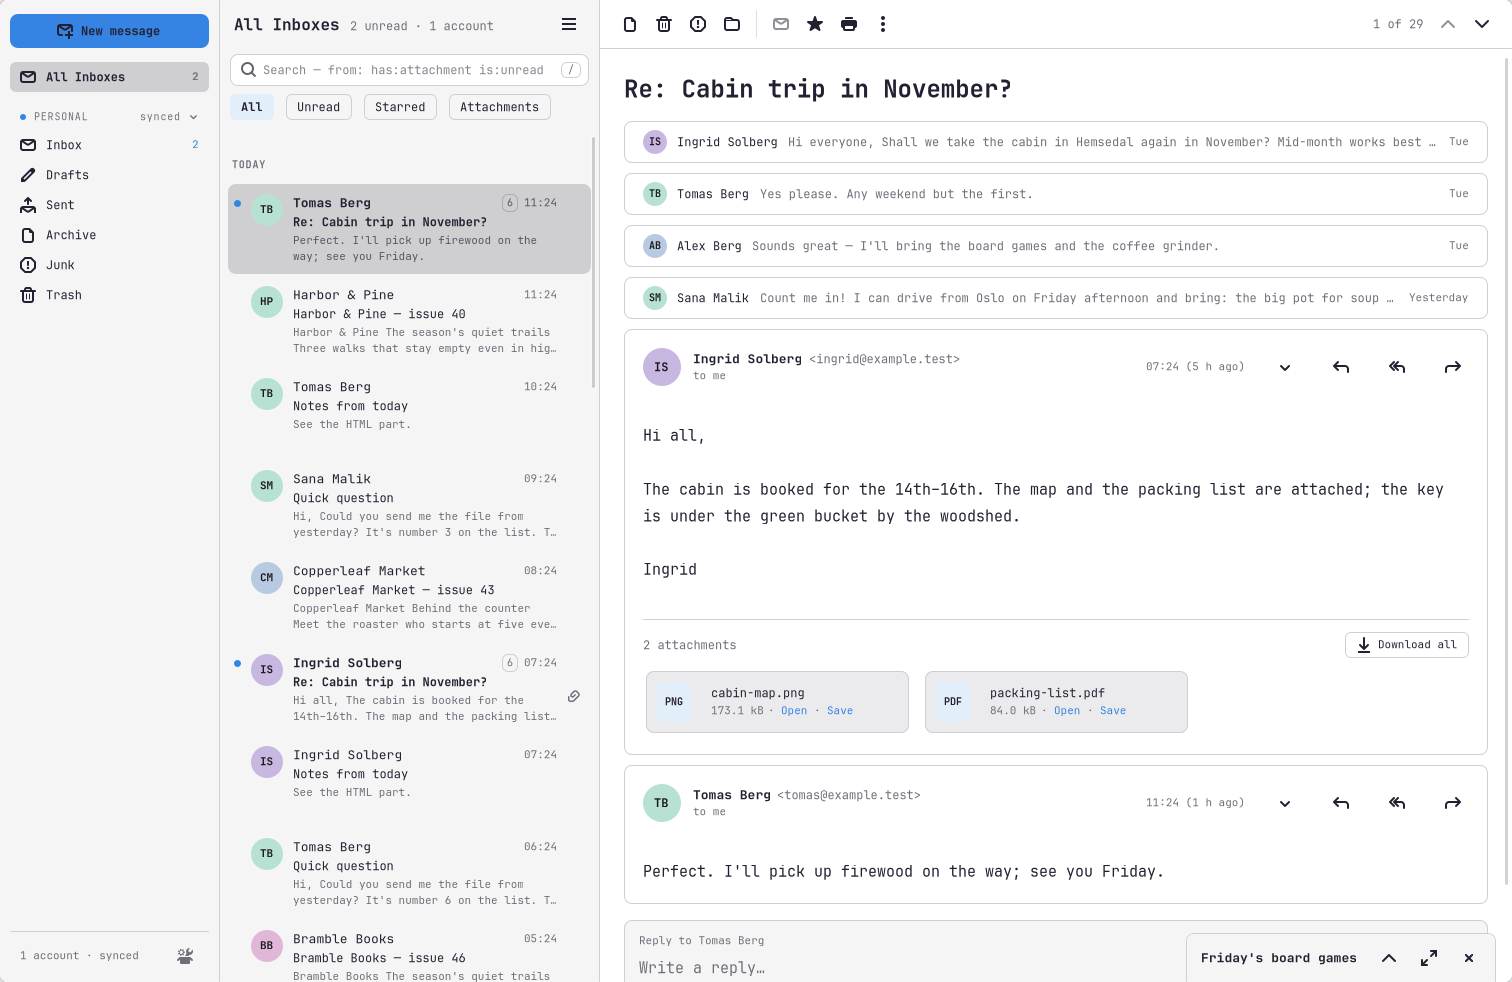 New message
All Inboxes 2
PERSONAL synced
Inbox 2
Drafts
Sent
Archive
Junk
Trash
1 account · synced
All Inboxes 2 unread · 1 account
Search — from: has:attachment is:unread /
All Unread Starred Attachments
TODAY
TB Tomas Berg 6 11:24
Re: Cabin trip in November?
Perfect. I'll pick up firewood on the
way; see you Friday.
HP Harbor & Pine 11:24
Harbor & Pine — issue 40
Harbor & Pine The season's quiet trails
Three walks that stay empty even in hig…
TB Tomas Berg 10:24
Notes from today
See the HTML part.
SM Sana Malik 09:24
Quick question
Hi, Could you send me the file from
yesterday? It's number 3 on the list. T…
CM Copperleaf Market 08:24
Copperleaf Market — issue 43
Copperleaf Market Behind the counter
Meet the roaster who starts at five eve…
IS Ingrid Solberg 6 07:24
Re: Cabin trip in November?
Hi all, The cabin is booked for the
14th–16th. The map and the packing list…
IS Ingrid Solberg 07:24
Notes from today
See the HTML part.
TB Tomas Berg 06:24
Quick question
Hi, Could you send me the file from
yesterday? It's number 6 on the list. T…
BB Bramble Books 05:24
Bramble Books — issue 46
Bramble Books The season's quiet trails
1 of 29
Re: Cabin trip in November?
IS Ingrid Solberg Hi everyone, Shall we take the cabin in Hemsedal again in November? Mid-month works best … Tue
TB Tomas Berg Yes please. Any weekend but the first. Tue
AB Alex Berg Sounds great — I'll bring the board games and the coffee grinder. Tue
SM Sana Malik Count me in! I can drive from Oslo on Friday afternoon and bring: the big pot for soup … Yesterday
IS Ingrid Solberg <ingrid@example.test> 07:24 (5 h ago)
to me
Hi all,
The cabin is booked for the 14th–16th. The map and the packing list are attached; the key
is under the green bucket by the woodshed.
Ingrid
2 attachments Download all
PNG cabin-map.png
173.1 kB · Open · Save
PDF packing-list.pdf
84.0 kB · Open · Save
TB Tomas Berg <tomas@example.test> 11:24 (1 h ago)
to me
Perfect. I'll pick up firewood on the way; see you Friday.
Reply to Tomas Berg
Write a reply…
Friday's board games